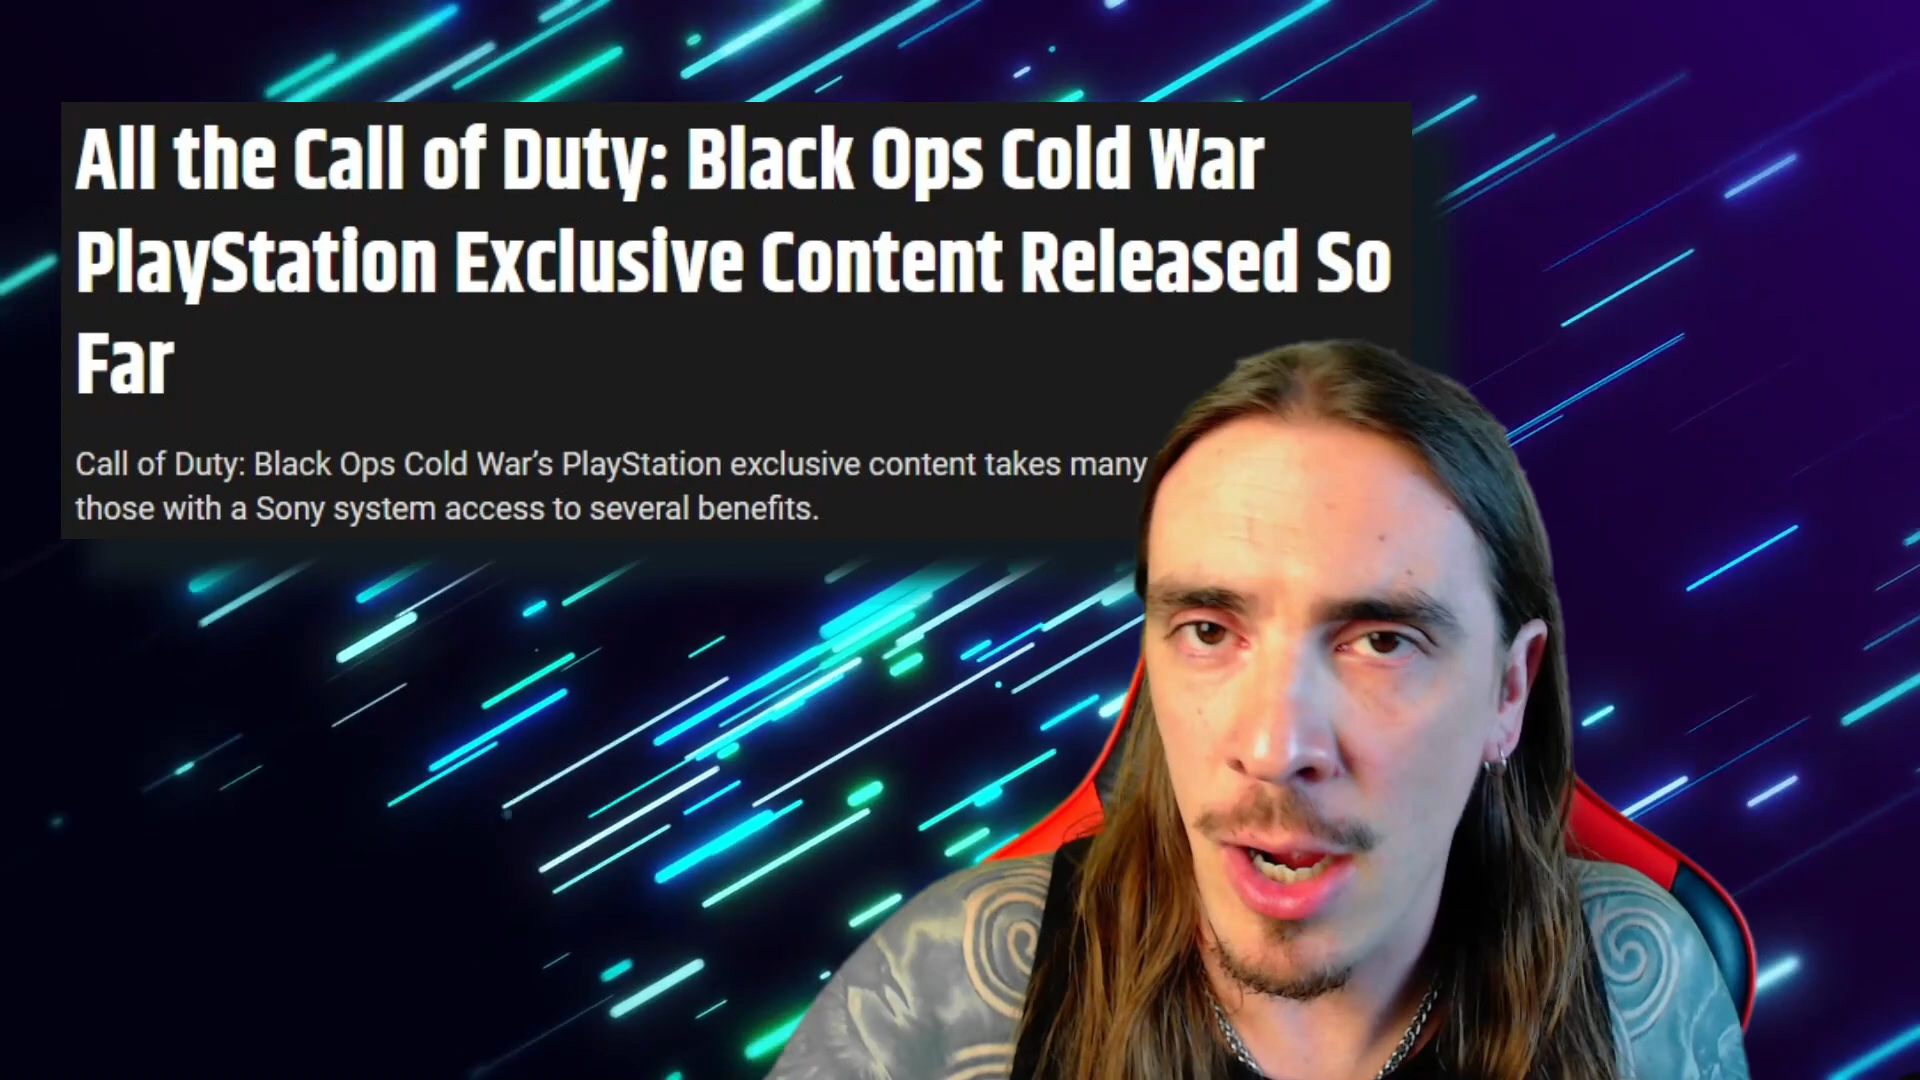 All the Call of Duty: Black Ops Cold War
PlayStation Exclusive Content Released So
Far
Call of Duty: Black Ops Cold War’s PlayStation exclusive content takes many
those with a Sony system access to several benefits.